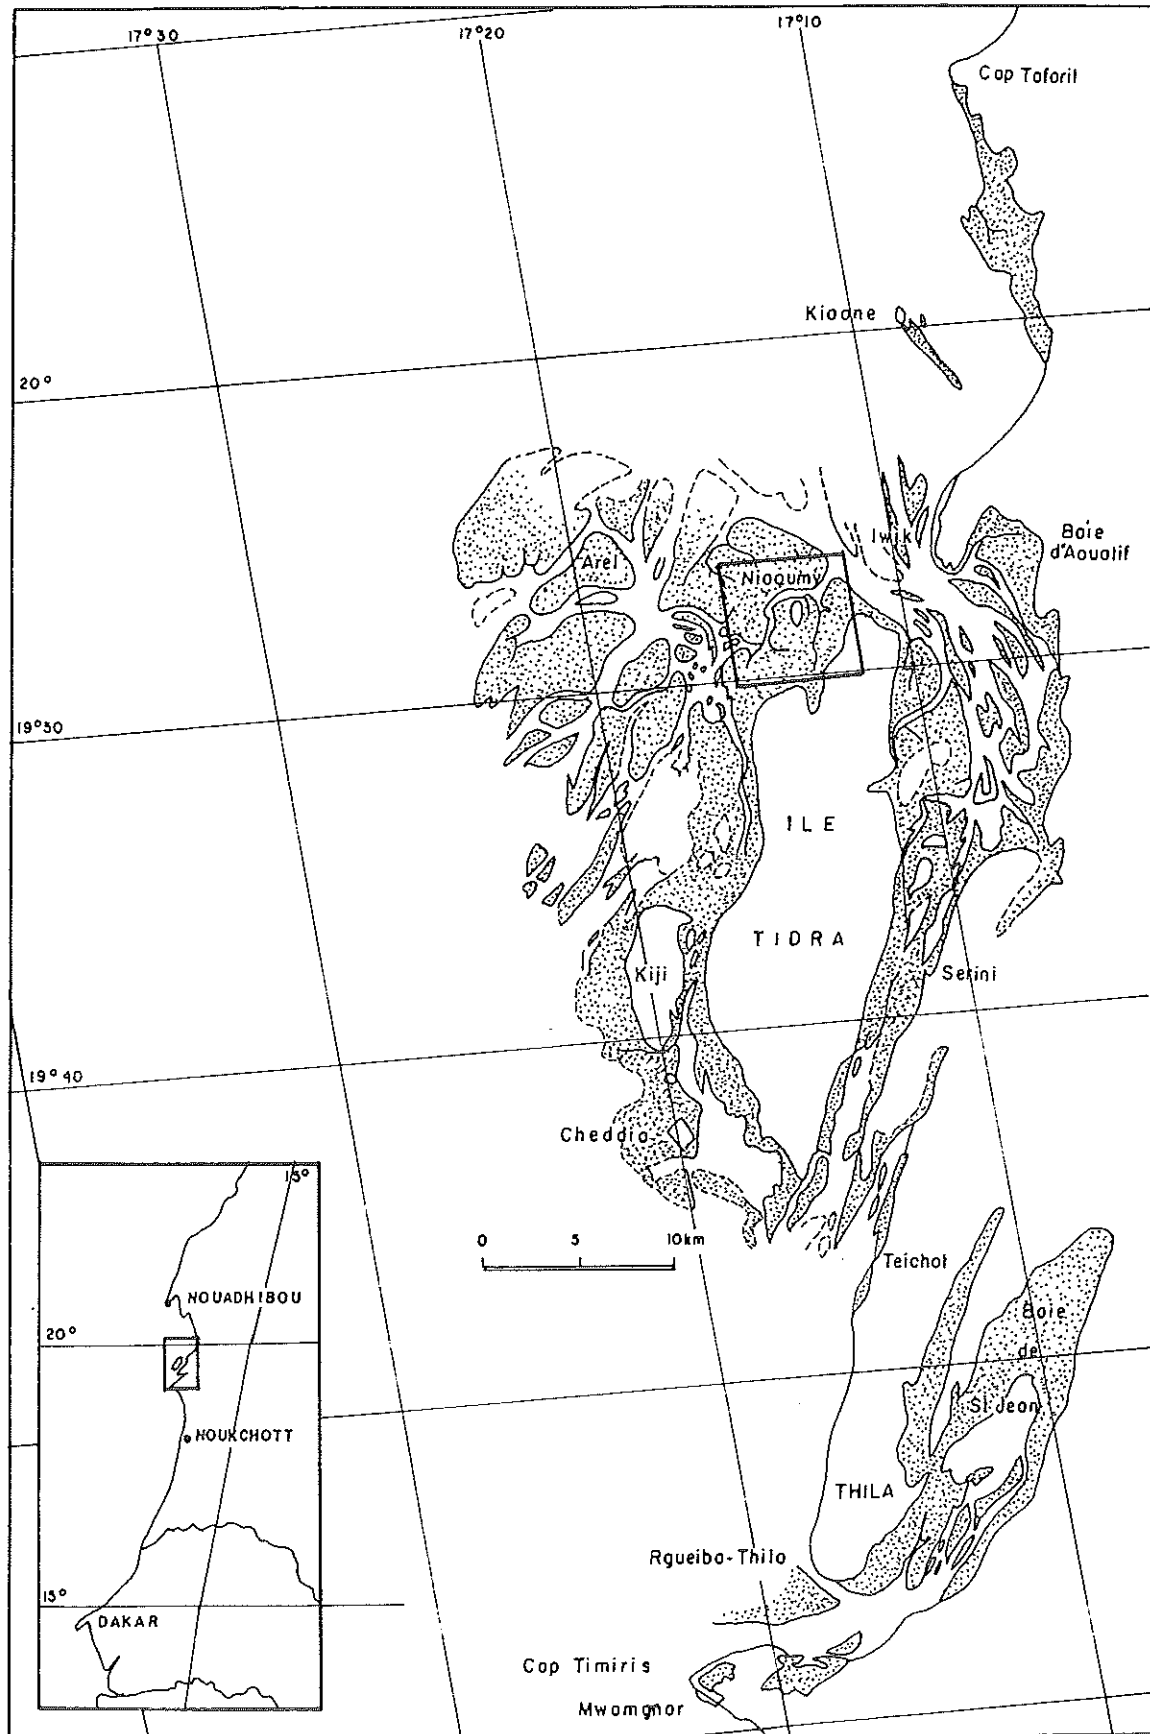 17°30
17°20
17°10
Cap Tafarit
Kiaone
20°
Iwik
Baie
d'Aouatif
Arel
Niroumy
19°30
ILE
TIDRA
Kiji
Serini
19°40
Cheddia
0 5 10km
Teichot
Baie
de
St Jean
THILA
Rgueiba-Thila
Cap Timiris
Mwamgnar
15°
NOUADHIBOU
20°
NOUKCHOTT
15°
DAKAR